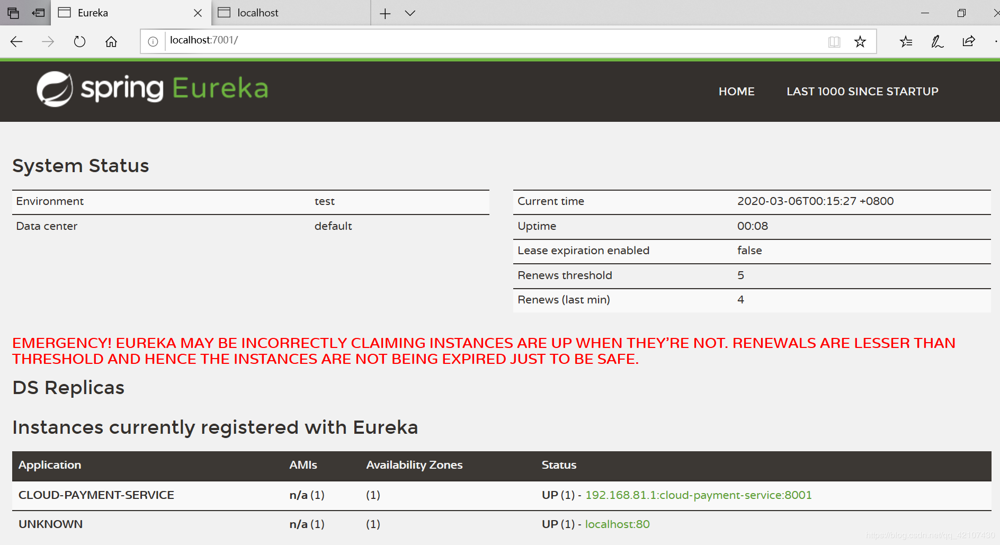 Eureka
localhost
localhost:7001/
spring Eureka
HOME
LAST 1000 SINCE STARTUP
System Status
Environment test
Data center default
Current time 2020-03-06T00:15:27 +0800
Uptime 00:08
Lease expiration enabled false
Renews threshold 5
Renews (last min) 4
EMERGENCY! EUREKA MAY BE INCORRECTLY CLAIMING INSTANCES ARE UP WHEN THEY'RE NOT. RENEWALS ARE LESSER THAN
THRESHOLD AND HENCE THE INSTANCES ARE NOT BEING EXPIRED JUST TO BE SAFE.
DS Replicas
Instances currently registered with Eureka
Application AMIs Availability Zones Status
CLOUD-PAYMENT-SERVICE n/a (1) (1) UP (1) - 192.168.81.1:cloud-payment-service:8001
UNKNOWN n/a (1) (1) UP (1) - localhost:80
https://blog.csdn.net/qq_42107430